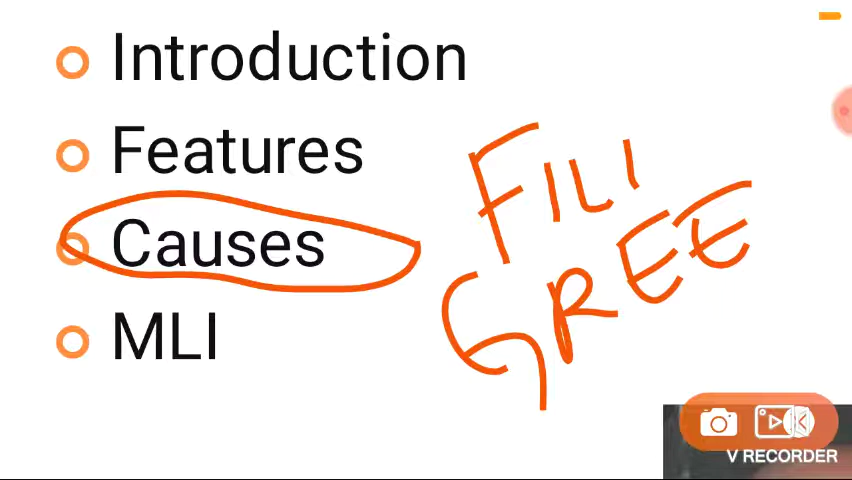 Introduction
Features
Causes
MLI
FILI
GREE
V RECORDER